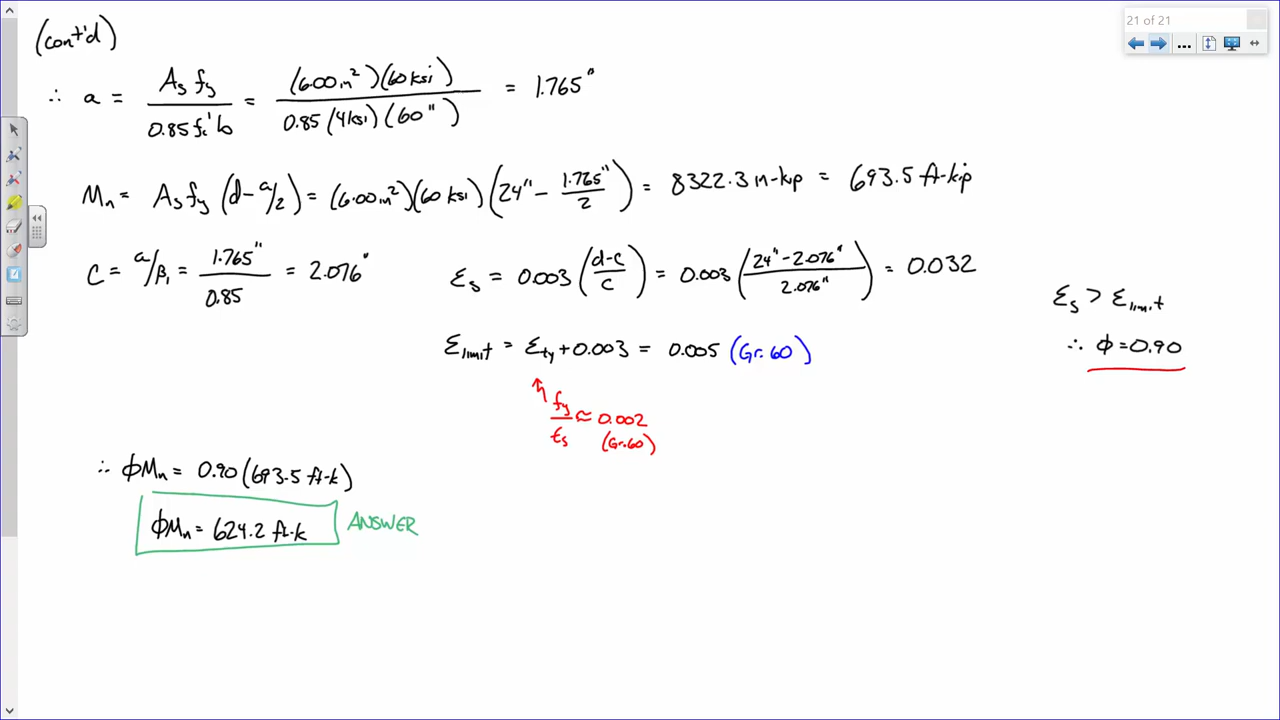 21 of 21
(cont'd)
∴ a = As fy / 0.85 fc' b = (6.00 in²)(60 ksi) / 0.85 (4 ksi)(60") = 1.765"
Mn = As fy (d - a/2) = (6.00 in²)(60 ksi)(24" - 1.765"/2) = 8322.3 in-kip = 693.5 ft-kip
c = a/β1 = 1.765" / 0.85 = 2.076"
εs = 0.003 (d-c / c) = 0.003 (24" - 2.076" / 2.076") = 0.032
εs > εlimit
∴ φ = 0.90
εlimit = εty + 0.003 = 0.005 (Gr. 60)
fy / Es ≈ 0.002
(Gr. 60)
∴ φMn = 0.90 (693.5 ft-k)
φMn = 624.2 ft-k ANSWER